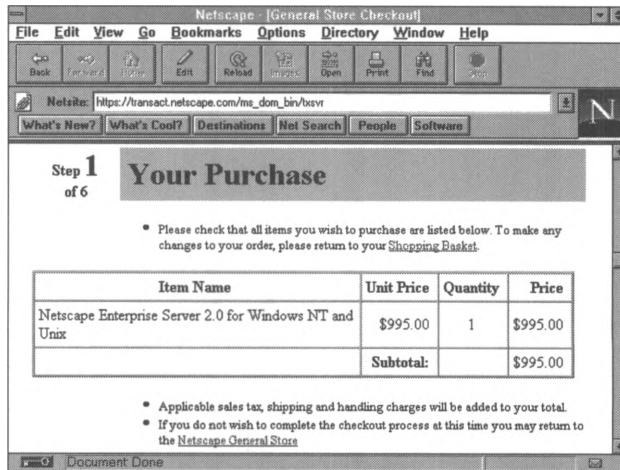 Netscape - [General Store Checkout]
File Edit View Go Bookmarks Options Directory Window Help
Back Forward Home Edit Reload Images Open Print Find Stop
Netsite: https://transact.netscape.com/ms_dom_bin/txsvr
N
What's New? What's Cool? Destinations Net Search People Software
Step 1
of 6
Your Purchase
Please check that all items you wish to purchase are listed below. To make any
changes to your order, please return to your Shopping Basket.
Item Name Unit Price Quantity Price
Netscape Enterprise Server 2.0 for Windows NT and
Unix
$995.00 1 $995.00
Subtotal: $995.00
Applicable sales tax, shipping and handling charges will be added to your total.
If you do not wish to complete the checkout process at this time you may return to
the Netscape General Store
Document Done